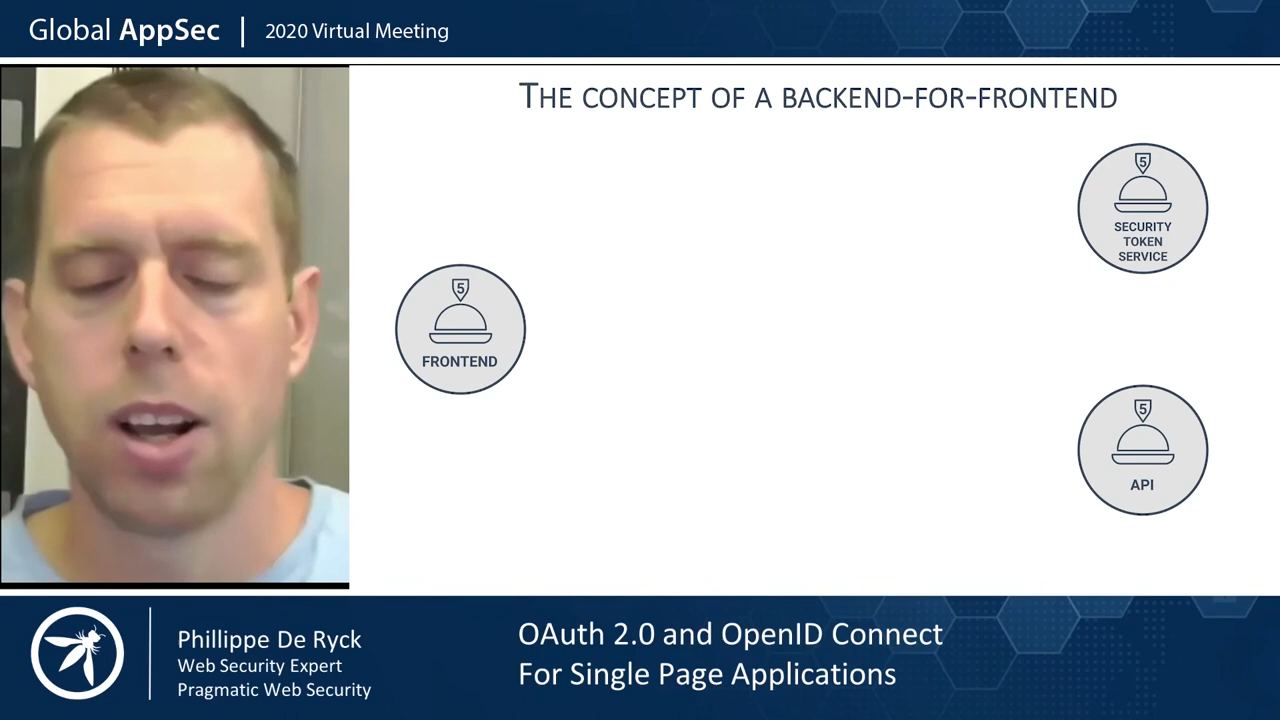 Global AppSec | 2020 Virtual Meeting
THE CONCEPT OF A BACKEND-FOR-FRONTEND
5
SECURITY
TOKEN
SERVICE
5
FRONTEND
5
API
Phillippe De Ryck
Web Security Expert
Pragmatic Web Security
OAuth 2.0 and OpenID Connect
For Single Page Applications